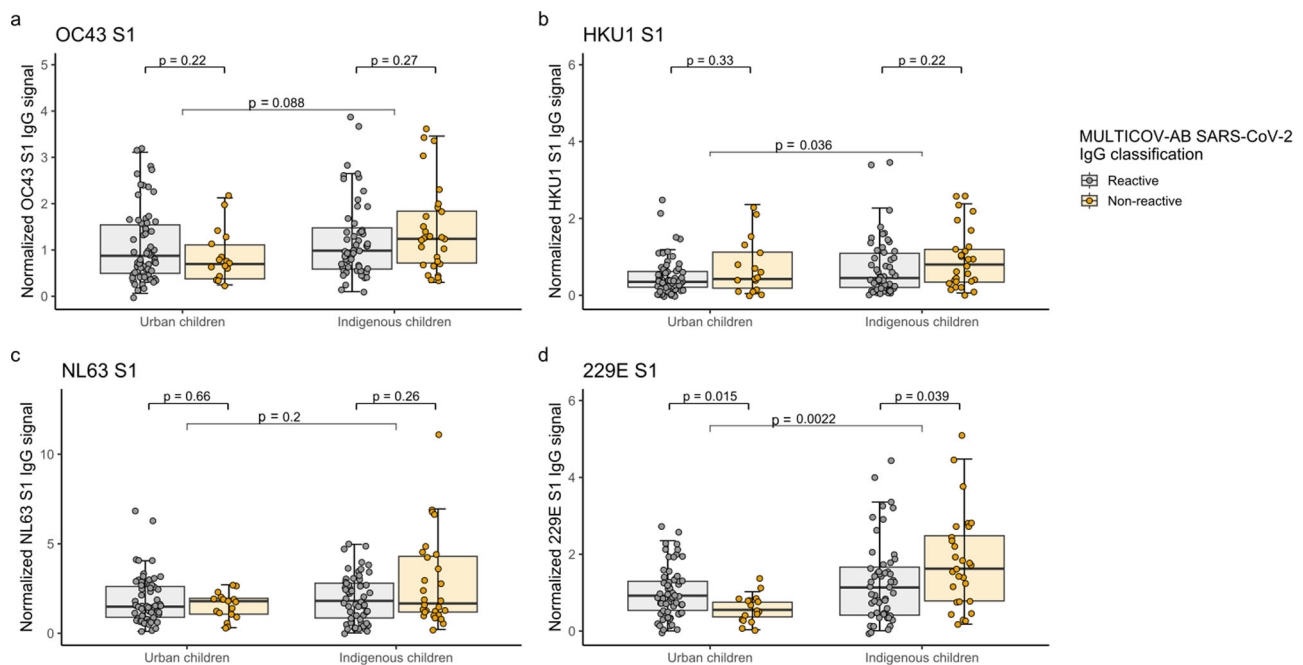 a
OC43 S1
Normalized OC43 S1 IgG signal
5
4
3
2
1
0
p = 0.22
p = 0.27
p = 0.088
Urban children
Indigenous children
b
HKU1 S1
Normalized HKU1 S1 IgG signal
6
4
2
0
p = 0.33
p = 0.22
p = 0.036
Urban children
Indigenous children
MULTICOV-AB SARS-CoV-2
IgG classification
Reactive
Non-reactive
c
NL63 S1
Normalized NL63 S1 IgG signal
10
5
0
p = 0.66
p = 0.26
p = 0.2
Urban children
Indigenous children
d
229E S1
Normalized 229E S1 IgG signal
6
4
2
0
p = 0.015
p = 0.039
p = 0.0022
Urban children
Indigenous children